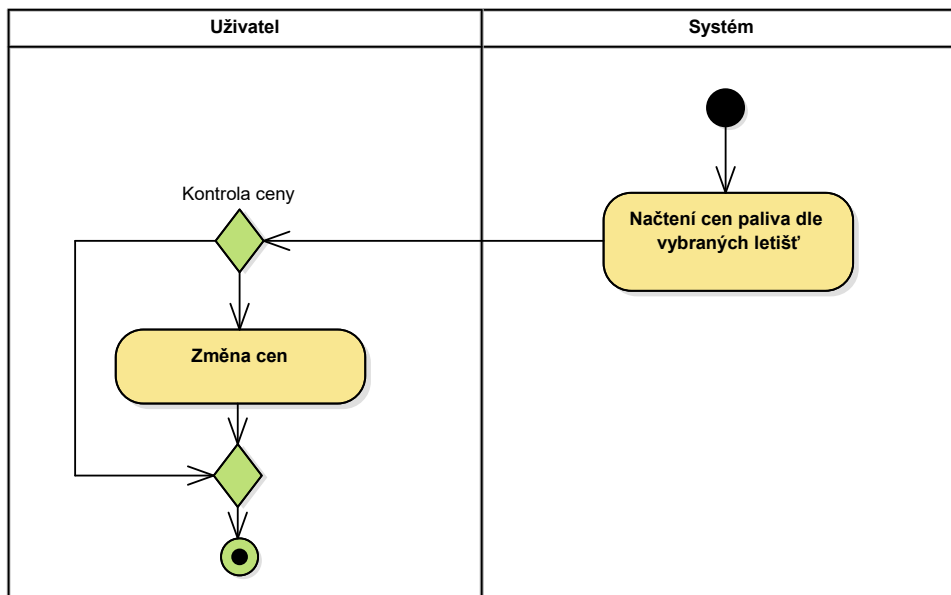 Uživatel
Systém
Kontrola ceny
Načtení cen paliva dle
vybraných letišť
Změna cen